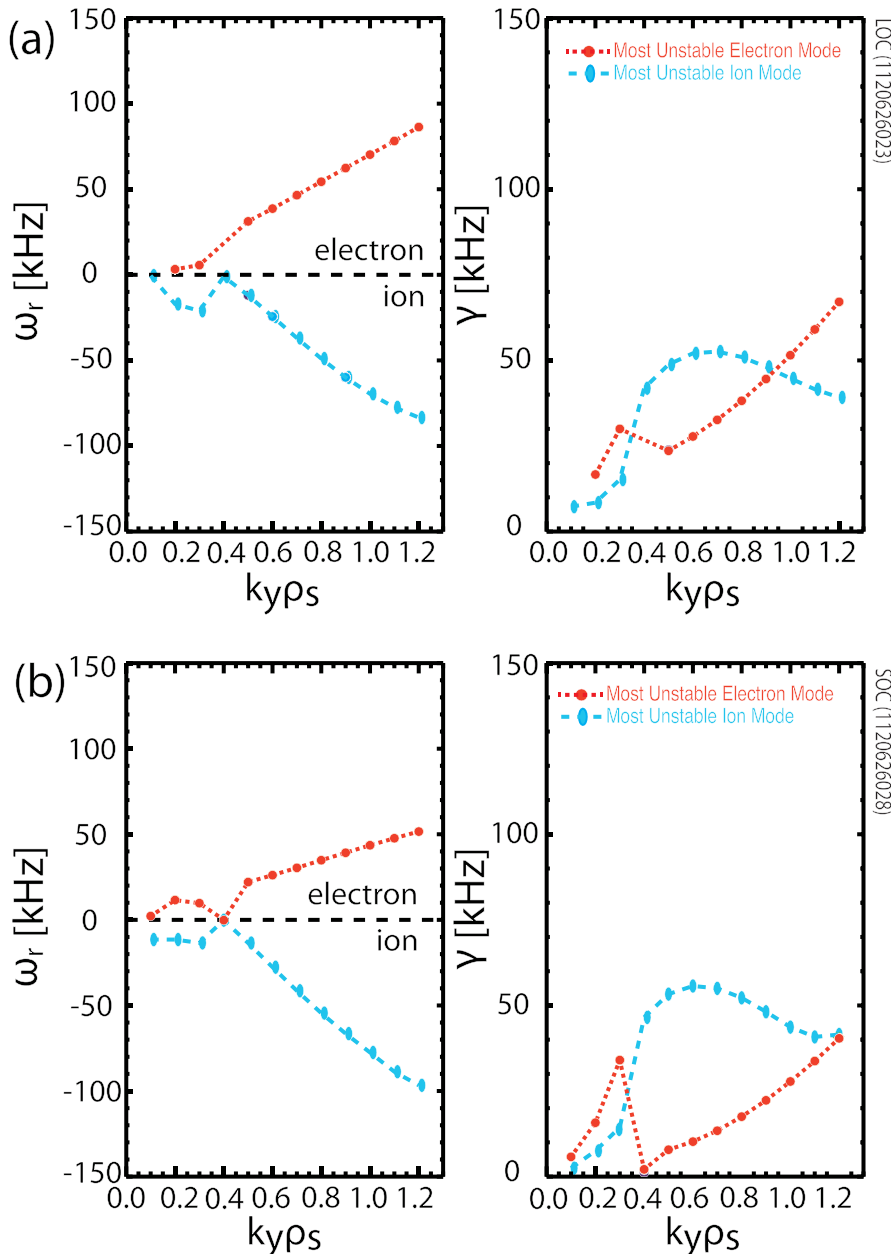 (a)
150
100
50
0
-50
-100
-150
ωr [kHz]
electron
ion
0.0 0.2 0.4 0.6 0.8 1.0 1.2
kyρs
150
100
50
0
γ [kHz]
Most Unstable Electron Mode
Most Unstable Ion Mode
0.0 0.2 0.4 0.6 0.8 1.0 1.2
kyρs
LOC (1120626023)
(b)
150
100
50
0
-50
-100
-150
ωr [kHz]
electron
ion
0.0 0.2 0.4 0.6 0.8 1.0 1.2
kyρs
150
100
50
0
γ [kHz]
Most Unstable Electron Mode
Most Unstable Ion Mode
0.0 0.2 0.4 0.6 0.8 1.0 1.2
kyρs
SOC (1120626028)